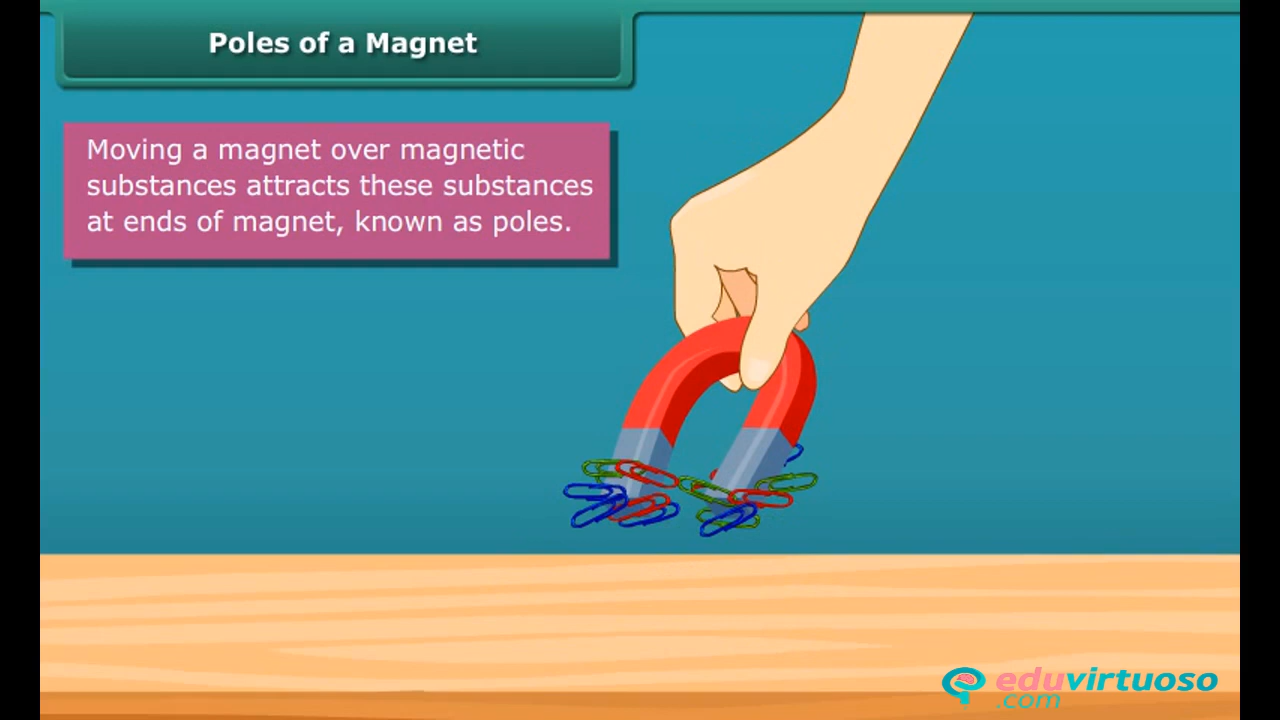 Poles of a Magnet
Moving a magnet over magnetic
substances attracts these substances
at ends of magnet, known as poles.
eduvirtuoso
.com